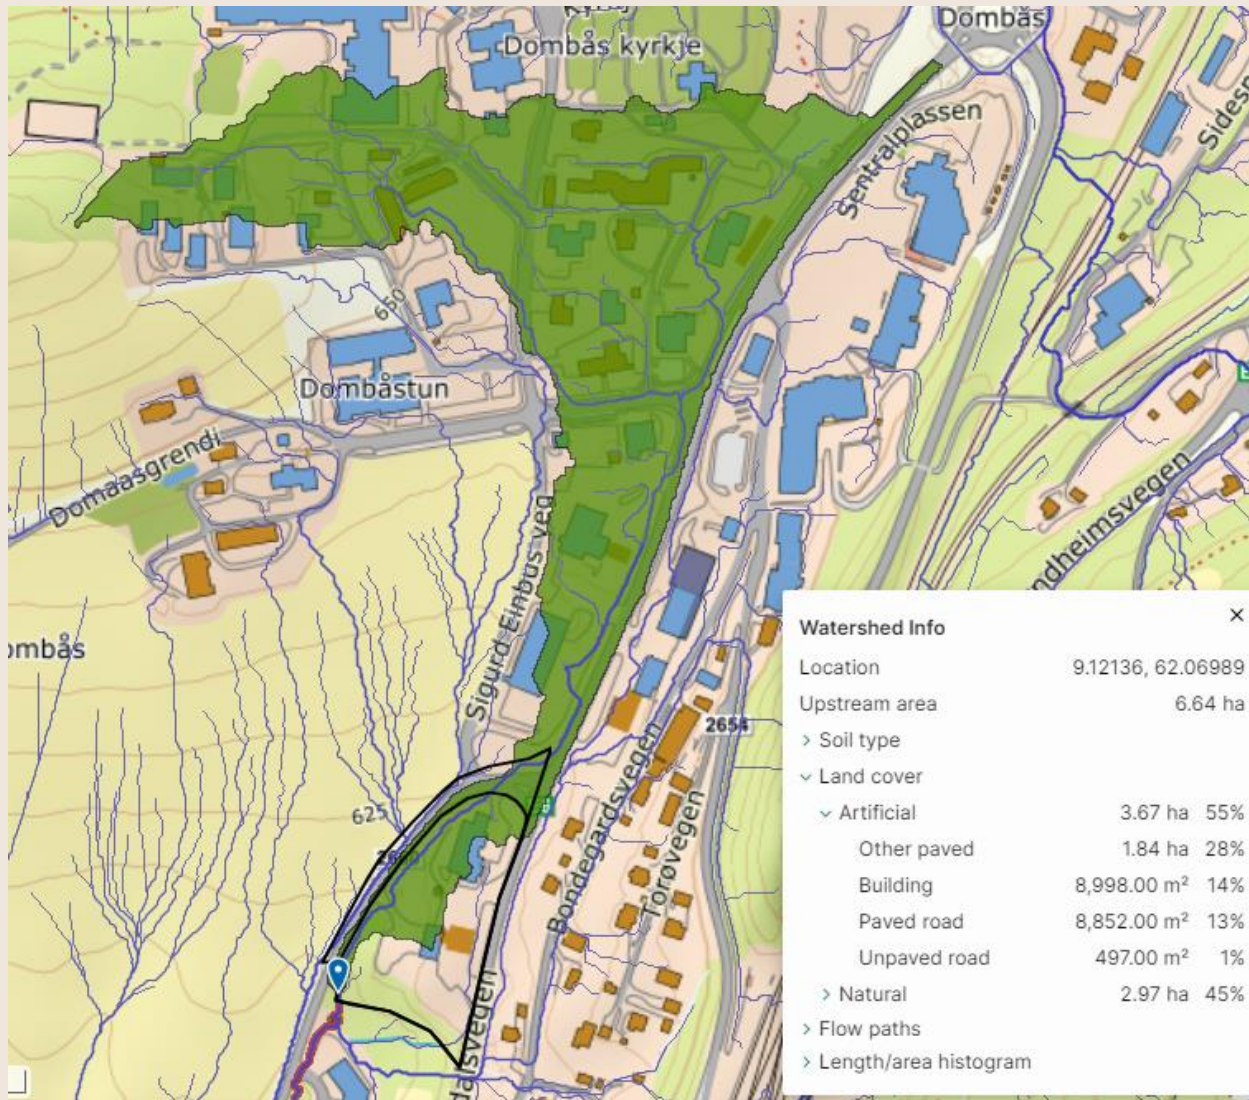 Dombås
Dombås kyrkje
Sentralplassen
650
Dombåstun
Domaasgrendi
Sigurd Einbus veg
ombås
625
2654
Bondegardsvegen
Torovegen
dalsvegen
ndheimsvegen
Watershed Info
Location 9.12136, 62.06989
Upstream area 6.64 ha
Soil type
Land cover
Artificial 3.67 ha 55%
Other paved 1.84 ha 28%
Building 8,998.00 m² 14%
Paved road 8,852.00 m² 13%
Unpaved road 497.00 m² 1%
Natural 2.97 ha 45%
Flow paths
Length/area histogram